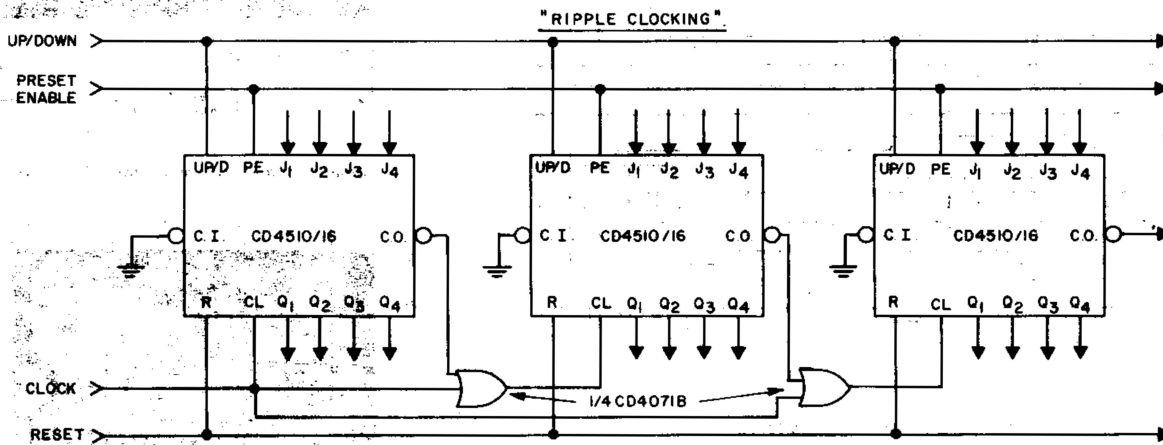 "RIPPLE CLOCKING"
UP/DOWN
PRESET
ENABLE
UP/D PE J1 J2 J3 J4
C.I. CD4510/16 C.O.
R CL Q1 Q2 Q3 Q4
UP/D PE J1 J2 J3 J4
C.I CD4510/16 C.O.
R CL Q1 Q2 Q3 Q4
UP/D PE J1 J2 J3 J4
C.I CD4510/16 C.O.
R CL Q1 Q2 Q3 Q4
CLOCK
1/4 CD4071B
RESET